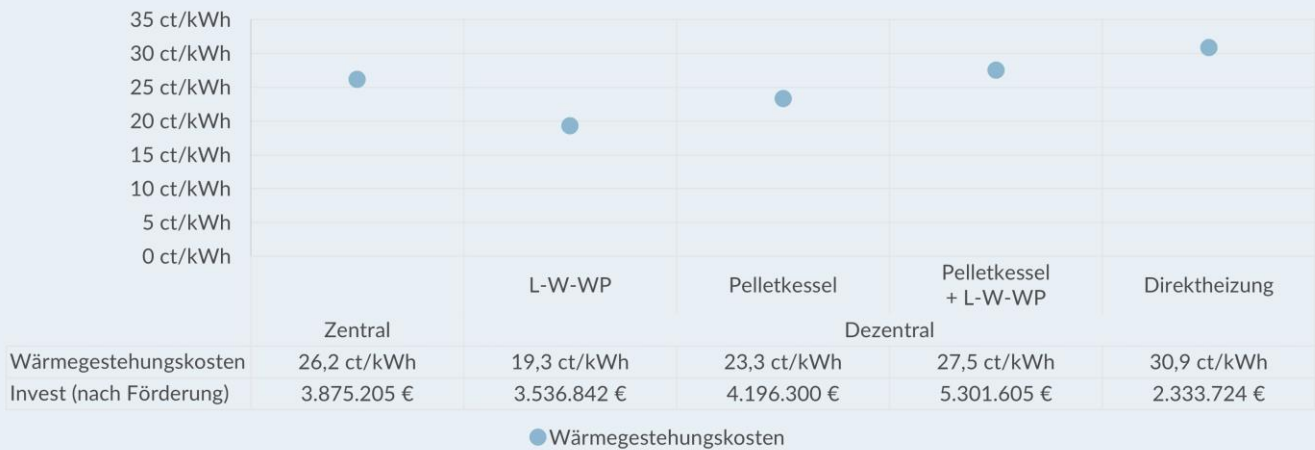 35 ct/kWh
30 ct/kWh
25 ct/kWh
20 ct/kWh
15 ct/kWh
10 ct/kWh
5 ct/kWh
0 ct/kWh
L-W-WP
Pelletkessel
Pelletkessel
+ L-W-WP
Direktheizung
Zentral Dezentral
Wärmegestehungskosten 26,2 ct/kWh 19,3 ct/kWh 23,3 ct/kWh 27,5 ct/kWh 30,9 ct/kWh
Invest (nach Förderung) 3.875.205 € 3.536.842 € 4.196.300 € 5.301.605 € 2.333.724 €
Wärmegestehungskosten